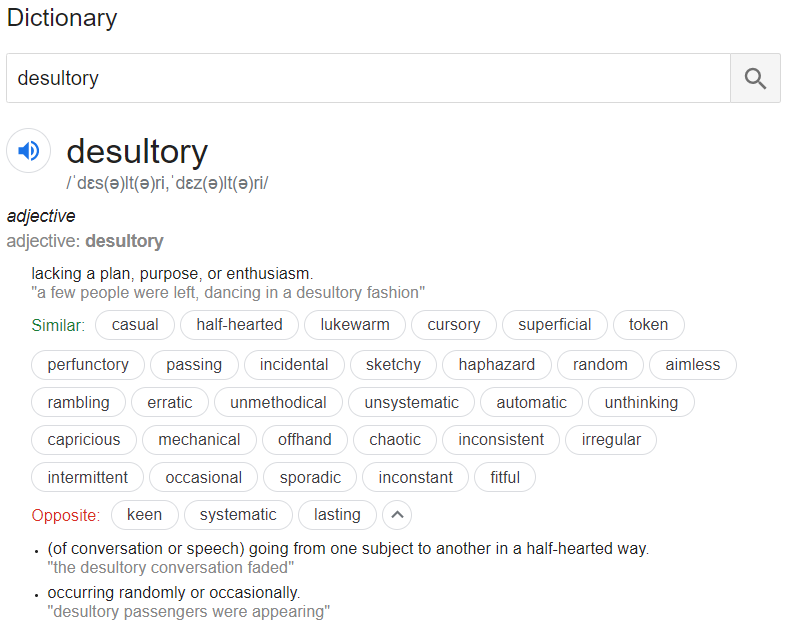 Dictionary
desultory
desultory
/ˈdɛs(ə)lt(ə)ri,ˈdɛz(ə)lt(ə)ri/
adjective
adjective: desultory
lacking a plan, purpose, or enthusiasm.
"a few people were left, dancing in a desultory fashion"
Similar: casual half-hearted lukewarm cursory superficial token
perfunctory passing incidental sketchy haphazard random aimless
rambling erratic unmethodical unsystematic automatic unthinking
capricious mechanical offhand chaotic inconsistent irregular
intermittent occasional sporadic inconstant fitful
Opposite: keen systematic lasting
• (of conversation or speech) going from one subject to another in a half-hearted way.
"the desultory conversation faded"
• occurring randomly or occasionally.
"desultory passengers were appearing"